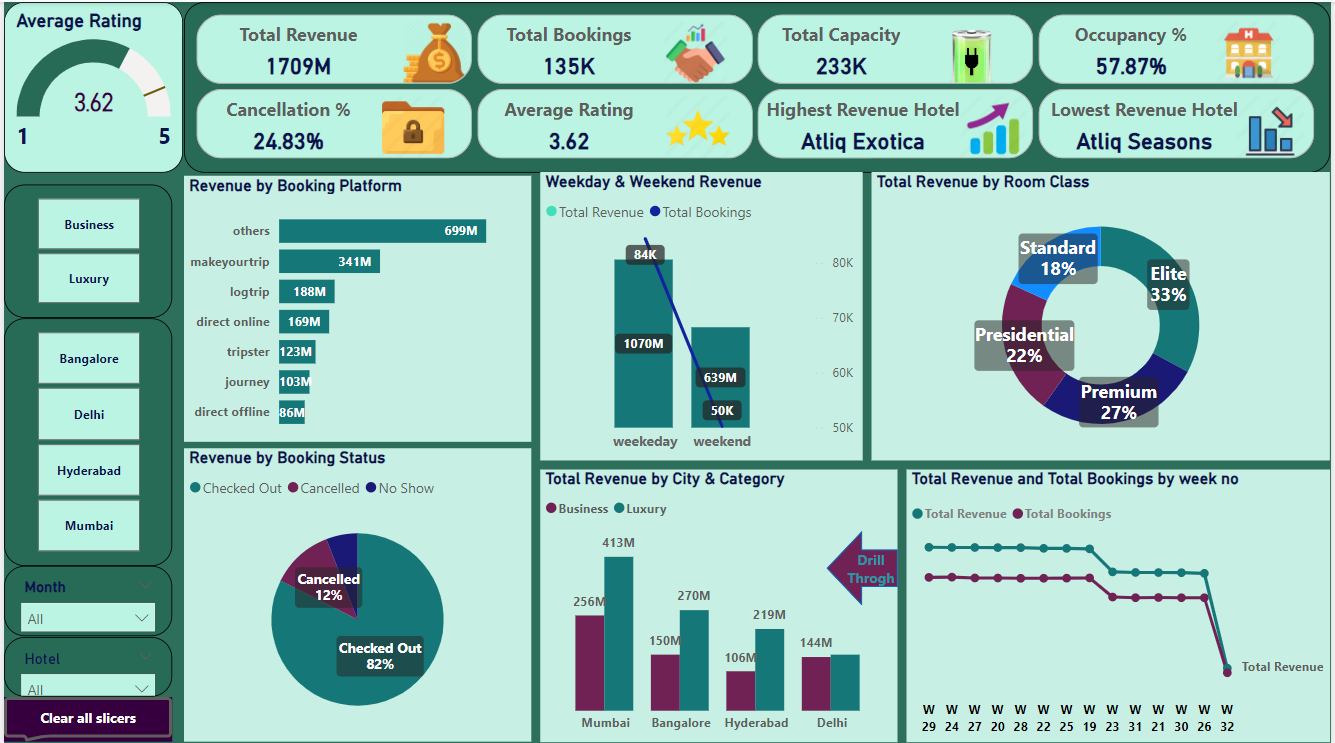 Average Rating
3.62
1
5
Total Revenue
1709M
Total Bookings
135K
Total Capacity
233K
Occupancy %
57.87%
H
Cancellation %
24.83%
Average Rating
3.62
Highest Revenue Hotel
Atliq Exotica
Lowest Revenue Hotel
Atliq Seasons
Business
Luxury
Bangalore
Delhi
Hyderabad
Mumbai
Month
All
Hotel
All
Clear all slicers
Revenue by Booking Platform
others 699M
makeyourtrip 341M
logtrip 188M
direct online 169M
tripster 123M
journey 103M
direct offline 86M
Weekday & Weekend Revenue
Total Revenue Total Bookings
84K
1070M
639M
50K
80K
70K
60K
50K
weekeday weekend
Total Revenue by Room Class
Standard
18%
Elite
33%
Presidential
22%
Premium
27%
Revenue by Booking Status
Checked Out Cancelled No Show
Cancelled
12%
Checked Out
82%
Total Revenue by City & Category
Business Luxury
413M
256M
270M
150M
219M
106M
144M
Mumbai Bangalore Hyderabad Delhi
Drill
Throgh
Total Revenue and Total Bookings by week no
Total Revenue Total Bookings
Total Revenue
W W W W W W W W W W W W W W
29 24 27 20 28 22 25 19 23 31 21 30 26 32